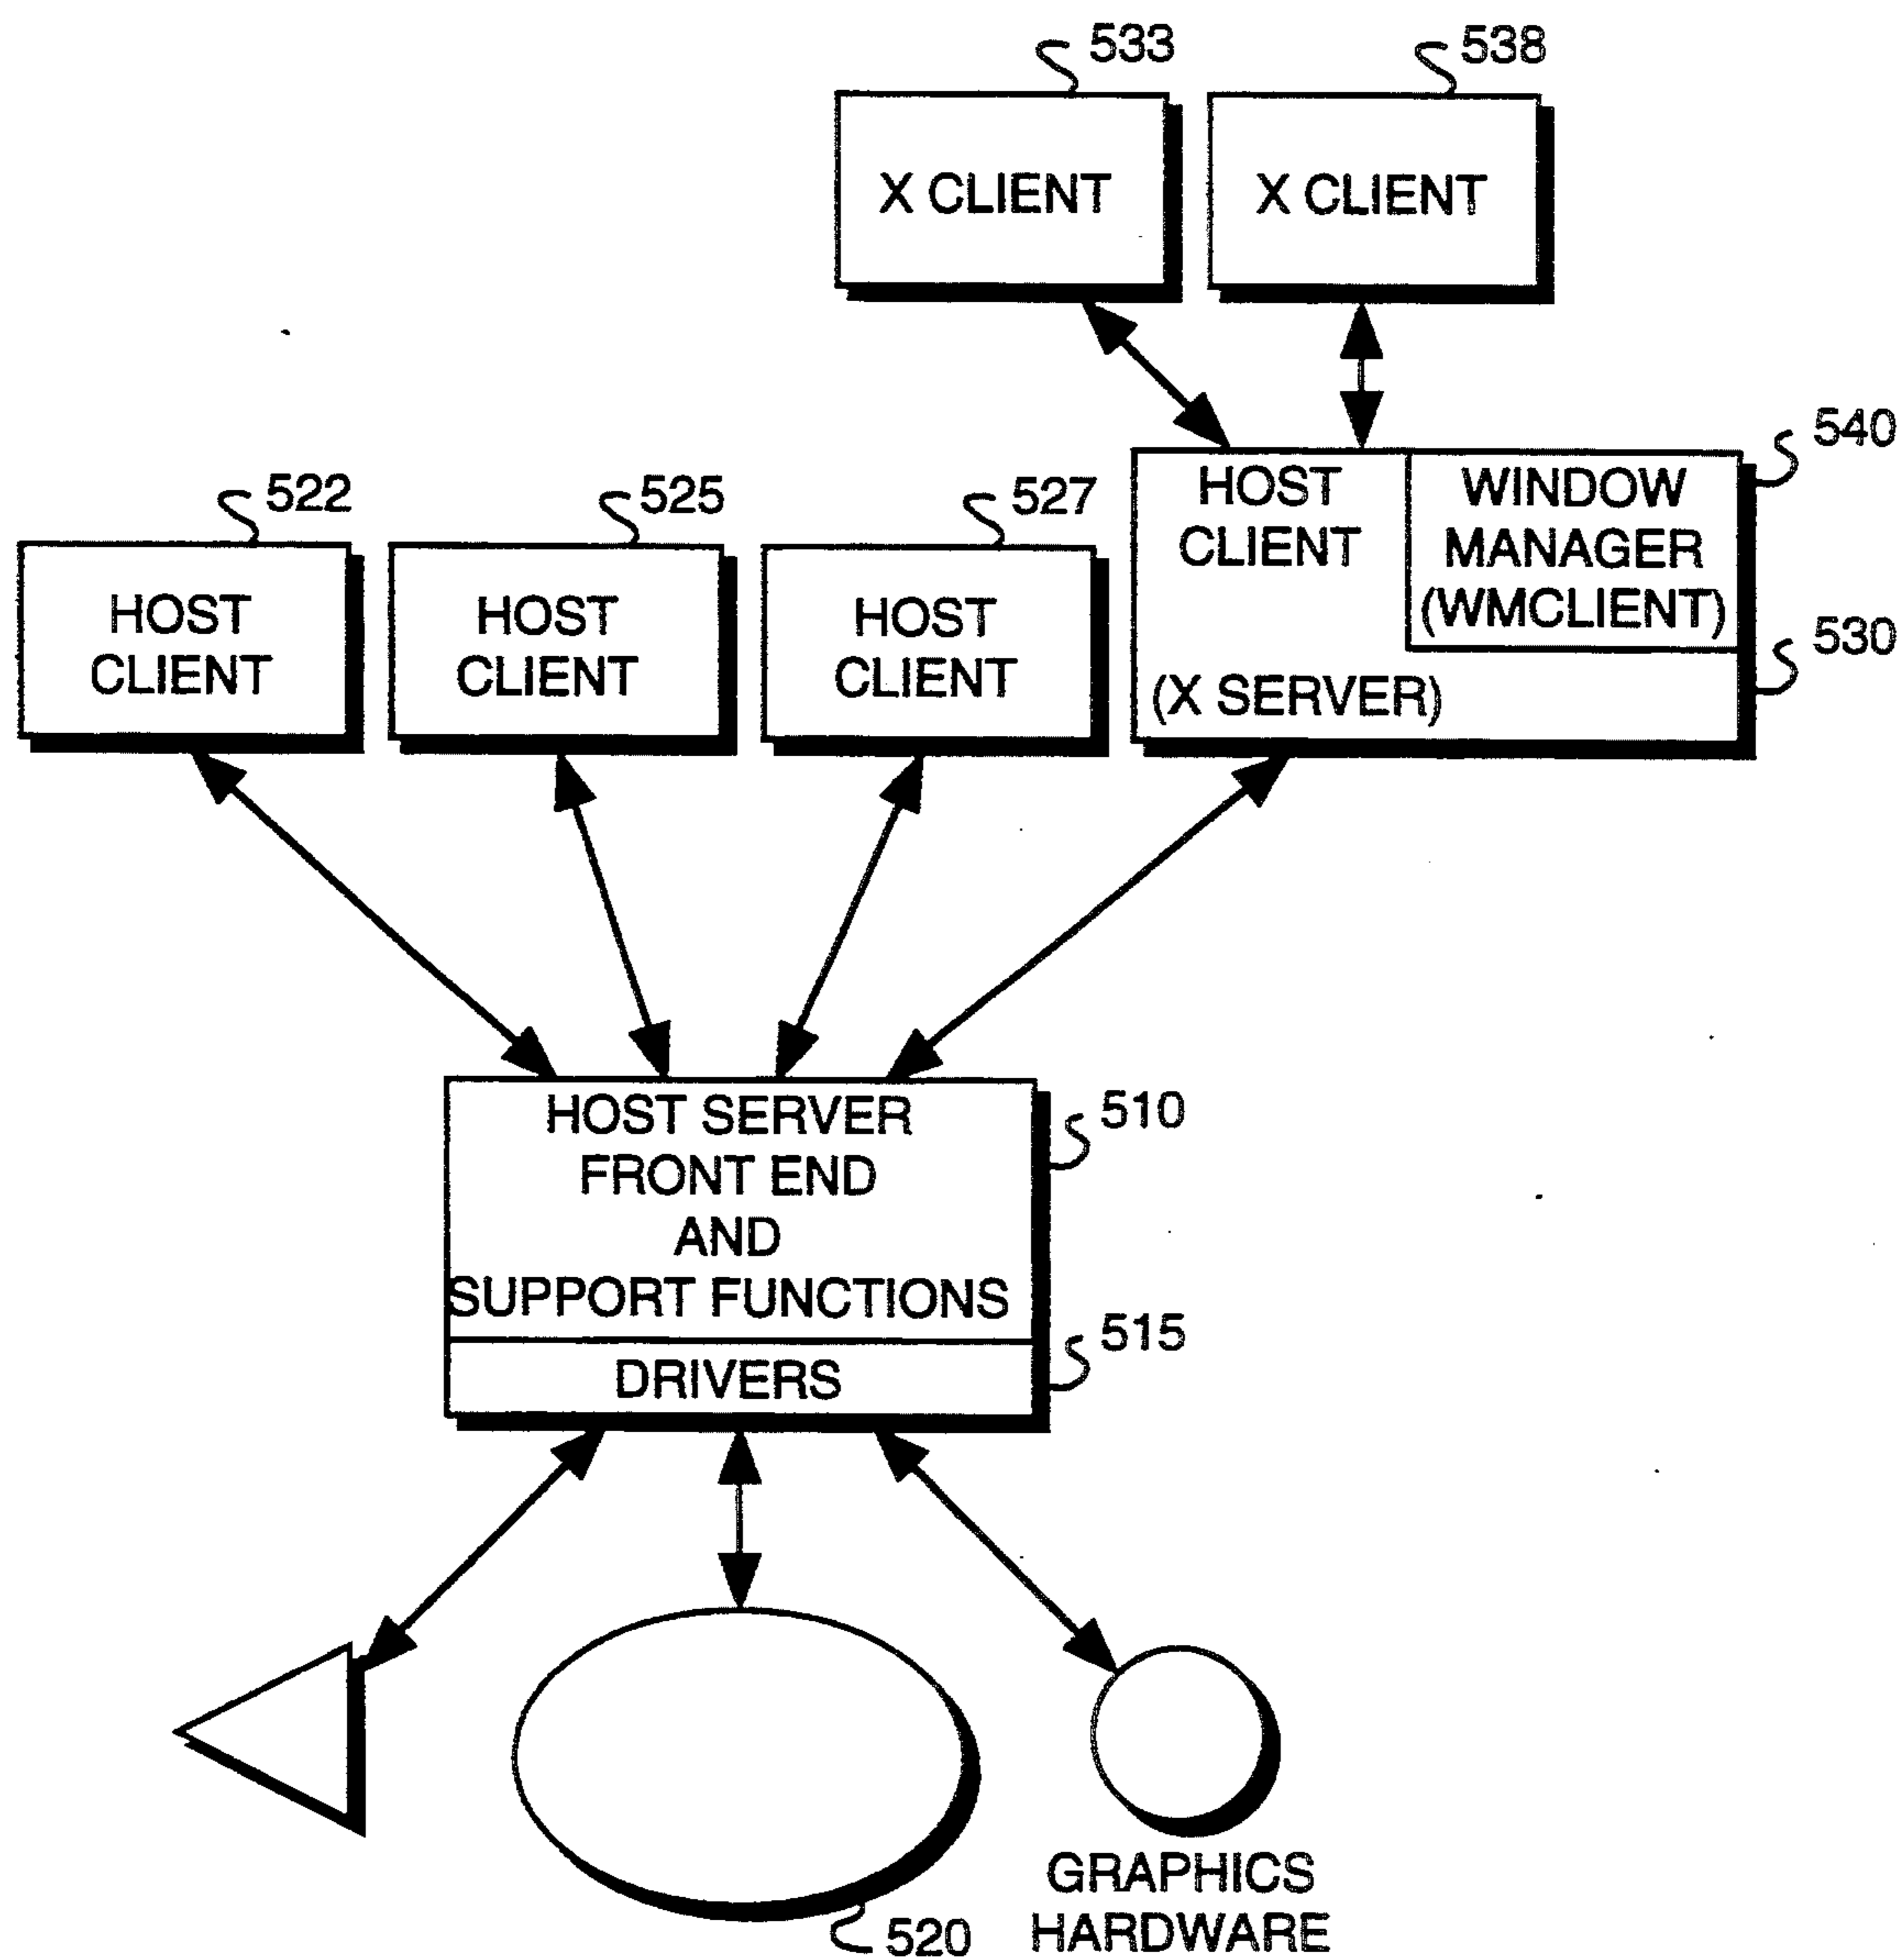 533
538
X CLIENT
X CLIENT
540
HOST
CLIENT
WINDOW
MANAGER
(WMCLIENT)
530
(X SERVER)
522
525
527
HOST
CLIENT
HOST
CLIENT
HOST
CLIENT
HOST SERVER
FRONT END
AND
SUPPORT FUNCTIONS
510
DRIVERS
515
520
GRAPHICS
HARDWARE